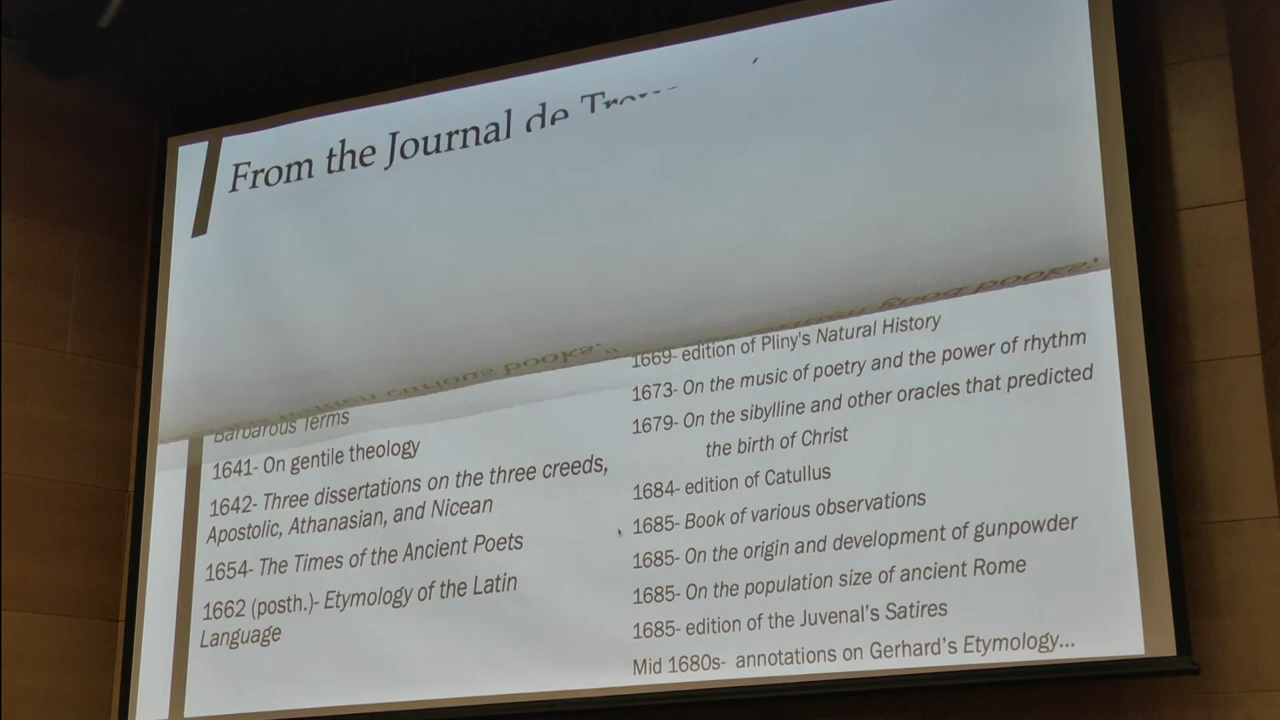 From the Journal de
curious books."
good books.'
Barbarous Terms
1641- On gentile theology
1642- Three dissertations on the three creeds,
Apostolic, Athanasian, and Nicean
1654- The Times of the Ancient Poets
1662 (posth.)- Etymology of the Latin
Language
1669- edition of Pliny's Natural History
1673- On the music of poetry and the power of rhythm
1679- On the sibylline and other oracles that predicted
the birth of Christ
1684- edition of Catullus
1685- Book of various observations
1685- On the origin and development of gunpowder
1685- On the population size of ancient Rome
1685- edition of the Juvenal's Satires
Mid 1680s- annotations on Gerhard's Etymology...